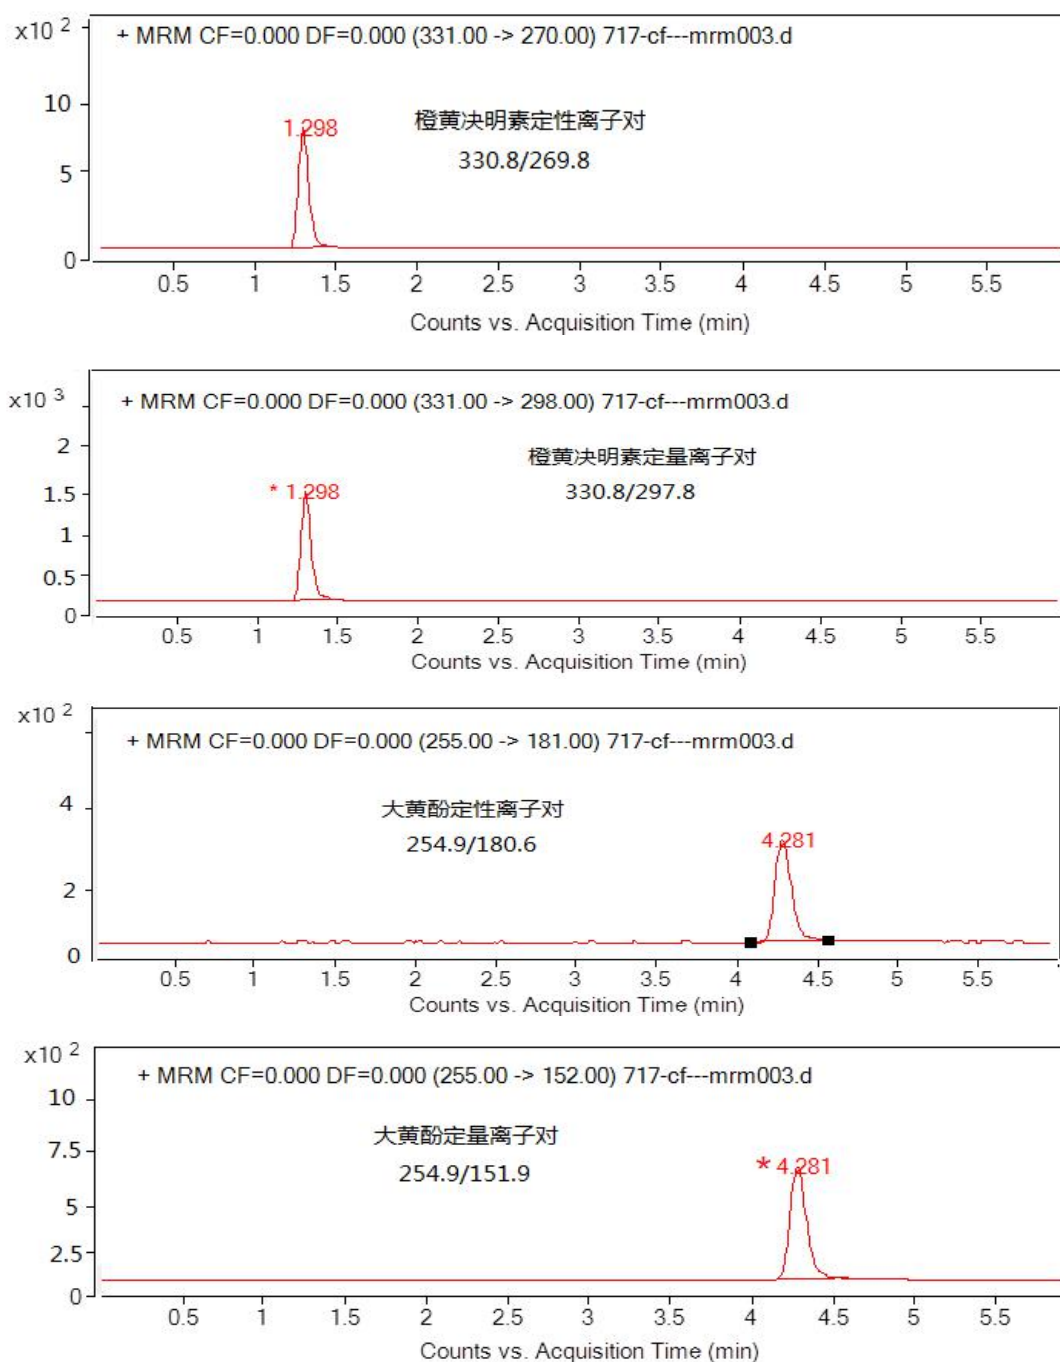 x10 2
+ MRM CF=0.000 DF=0.000 (331.00 -> 270.00) 717-cf---mrm003.d
10
1.298
橙黄决明素定性离子对
330.8/269.8
5
0
0.5 1 1.5 2 2.5 3 3.5 4 4.5 5 5.5
Counts vs. Acquisition Time (min)
x10 3
+ MRM CF=0.000 DF=0.000 (331.00 -> 298.00) 717-cf---mrm003.d
2
橙黄决明素定量离子对
1.5
* 1.298
330.8/297.8
1
0.5
0
0.5 1 1.5 2 2.5 3 3.5 4 4.5 5 5.5
Counts vs. Acquisition Time (min)
x10 2
+ MRM CF=0.000 DF=0.000 (255.00 -> 181.00) 717-cf---mrm003.d
4
大黄酚定性离子对
254.9/180.6
4.281
2
0
0.5 1 1.5 2 2.5 3 3.5 4 4.5 5 5.5
Counts vs. Acquisition Time (min)
x10 2
+ MRM CF=0.000 DF=0.000 (255.00 -> 152.00) 717-cf---mrm003.d
10
大黄酚定量离子对
7.5
254.9/151.9
* 4.281
5
2.5
0
0.5 1 1.5 2 2.5 3 3.5 4 4.5 5 5.5
Counts vs. Acquisition Time (min)